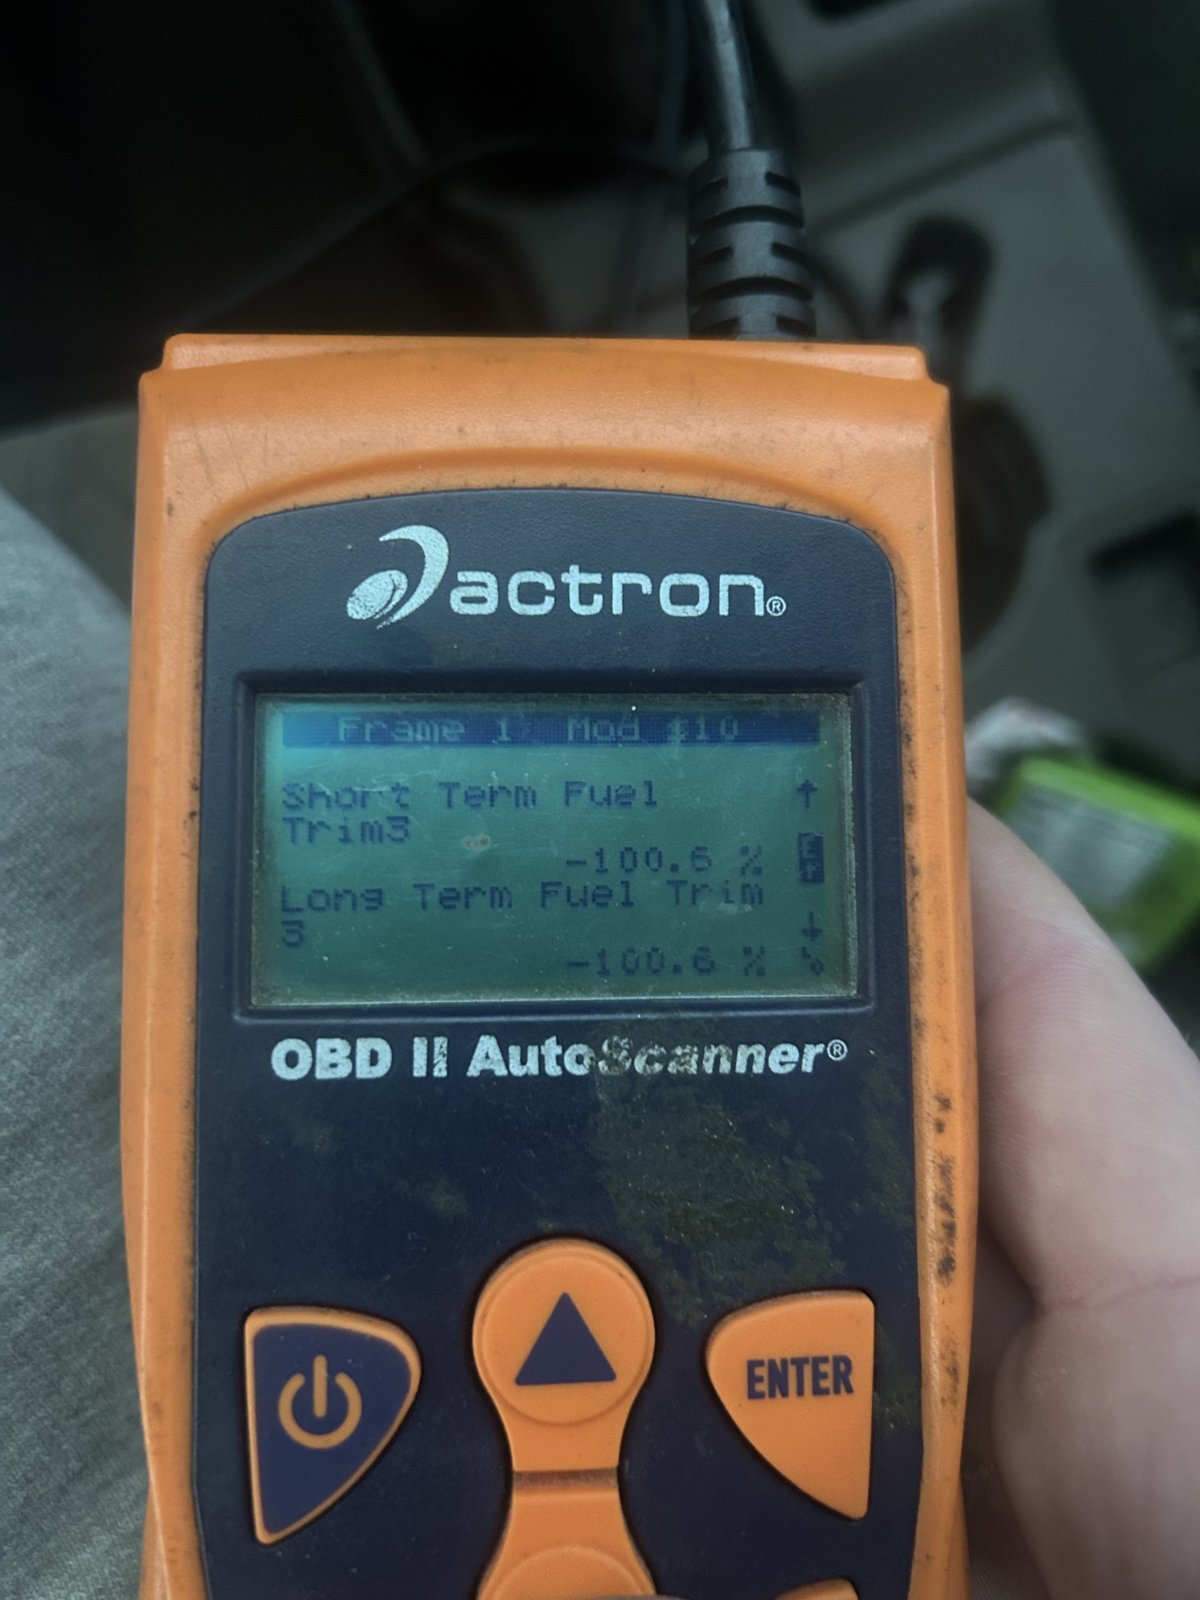 actron®
Frame 1 Mod $10
Short Term Fuel
Trim3
-100.6 %
Long Term Fuel Trim
3
-100.6 %
OBD II AutoScanner®
ENTER